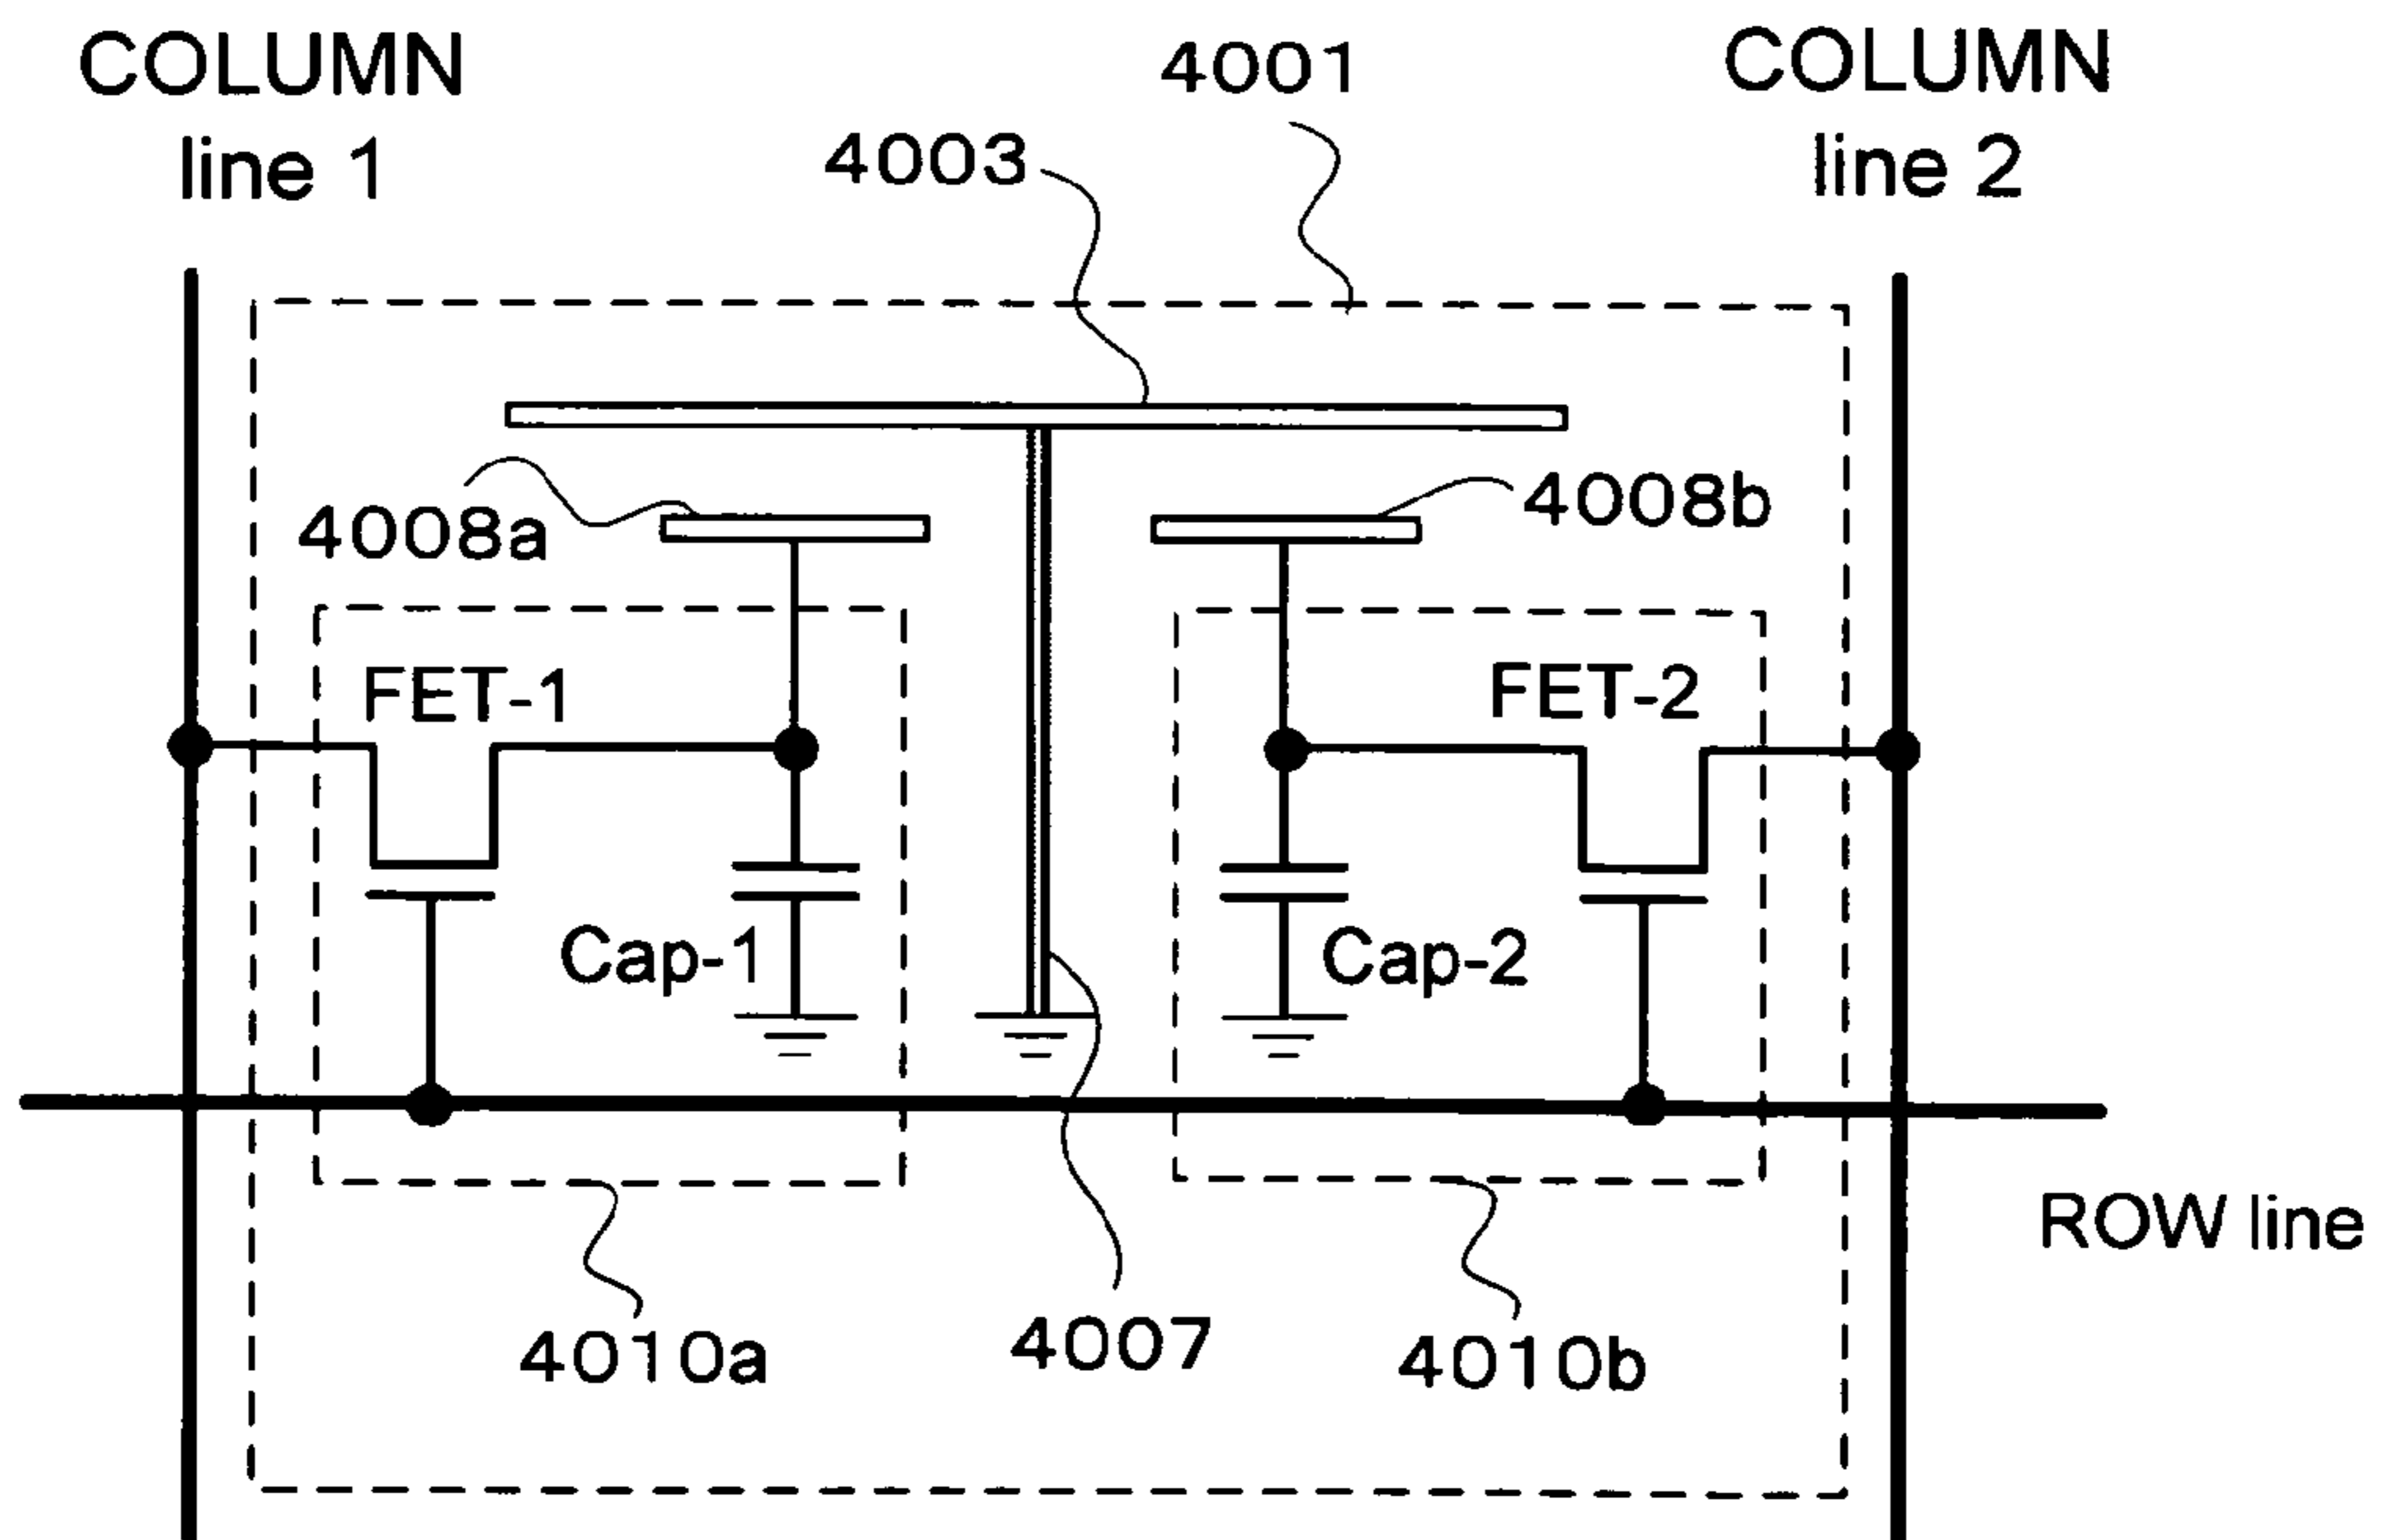 COLUMN
line 1
4001
4003
COLUMN
line 2
4008a
4008b
FET-1
FET-2
Cap-1
Cap-2
ROW line
4010a
4007
4010b